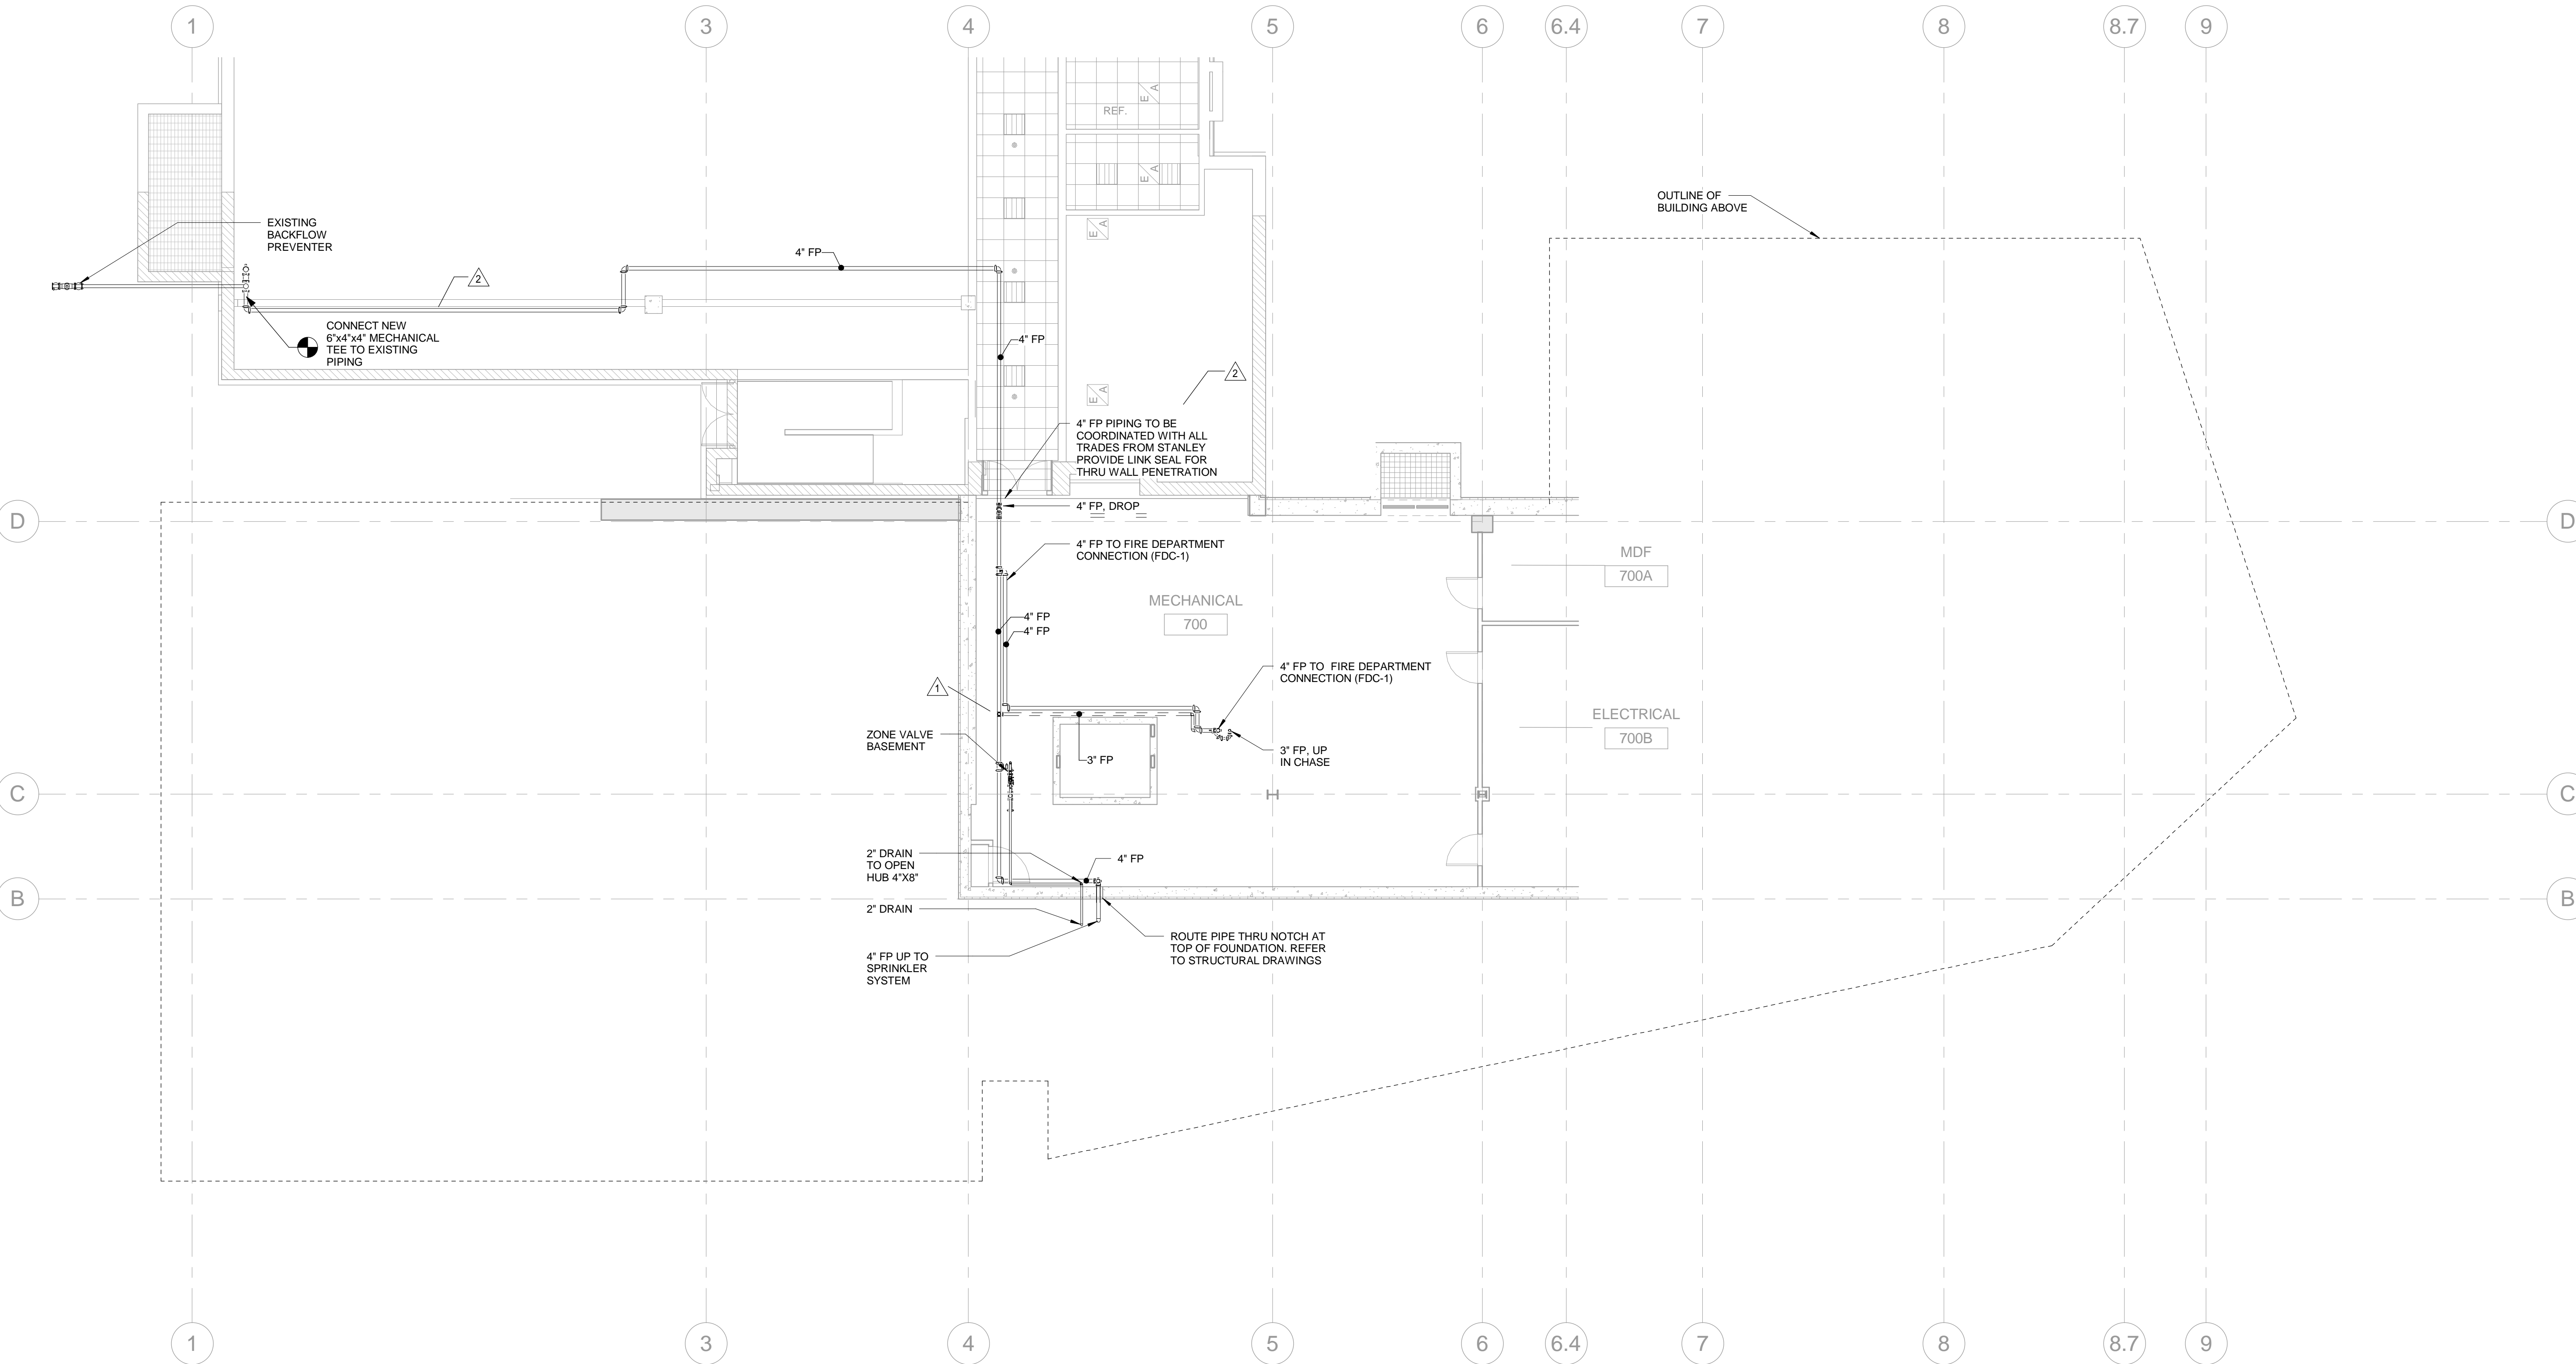 1
3
4
5
6
6.4
7
8
8.7
9
E
A
REF.
E
A
OUTLINE OF
BUILDING ABOVE
EXISTING
BACKFLOW
PREVENTER
E
A
4" FP
2
CONNECT NEW
6"x4"x4" MECHANICAL
TEE TO EXISTING
PIPING
4" FP
2
E
A
4" FP PIPING TO BE
COORDINATED WITH ALL
TRADES FROM STANLEY
PROVIDE LINK SEAL FOR
THRU WALL PENETRATION
4" FP, DROP
D
D
4" FP TO FIRE DEPARTMENT
CONNECTION (FDC-1)
MDF
700A
MECHANICAL
700
4" FP
4" FP
4" FP TO  FIRE DEPARTMENT
CONNECTION (FDC-1)
1
ELECTRICAL
700B
ZONE VALVE
BASEMENT
3" FP
3" FP, UP
IN CHASE
C
C
2" DRAIN
TO OPEN
HUB 4"X8"
4" FP
B
B
2" DRAIN
ROUTE PIPE THRU NOTCH AT
TOP OF FOUNDATION. REFER
TO STRUCTURAL DRAWINGS
4" FP UP TO
SPRINKLER
SYSTEM
1
3
4
5
6
6.4
7
8
8.7
9